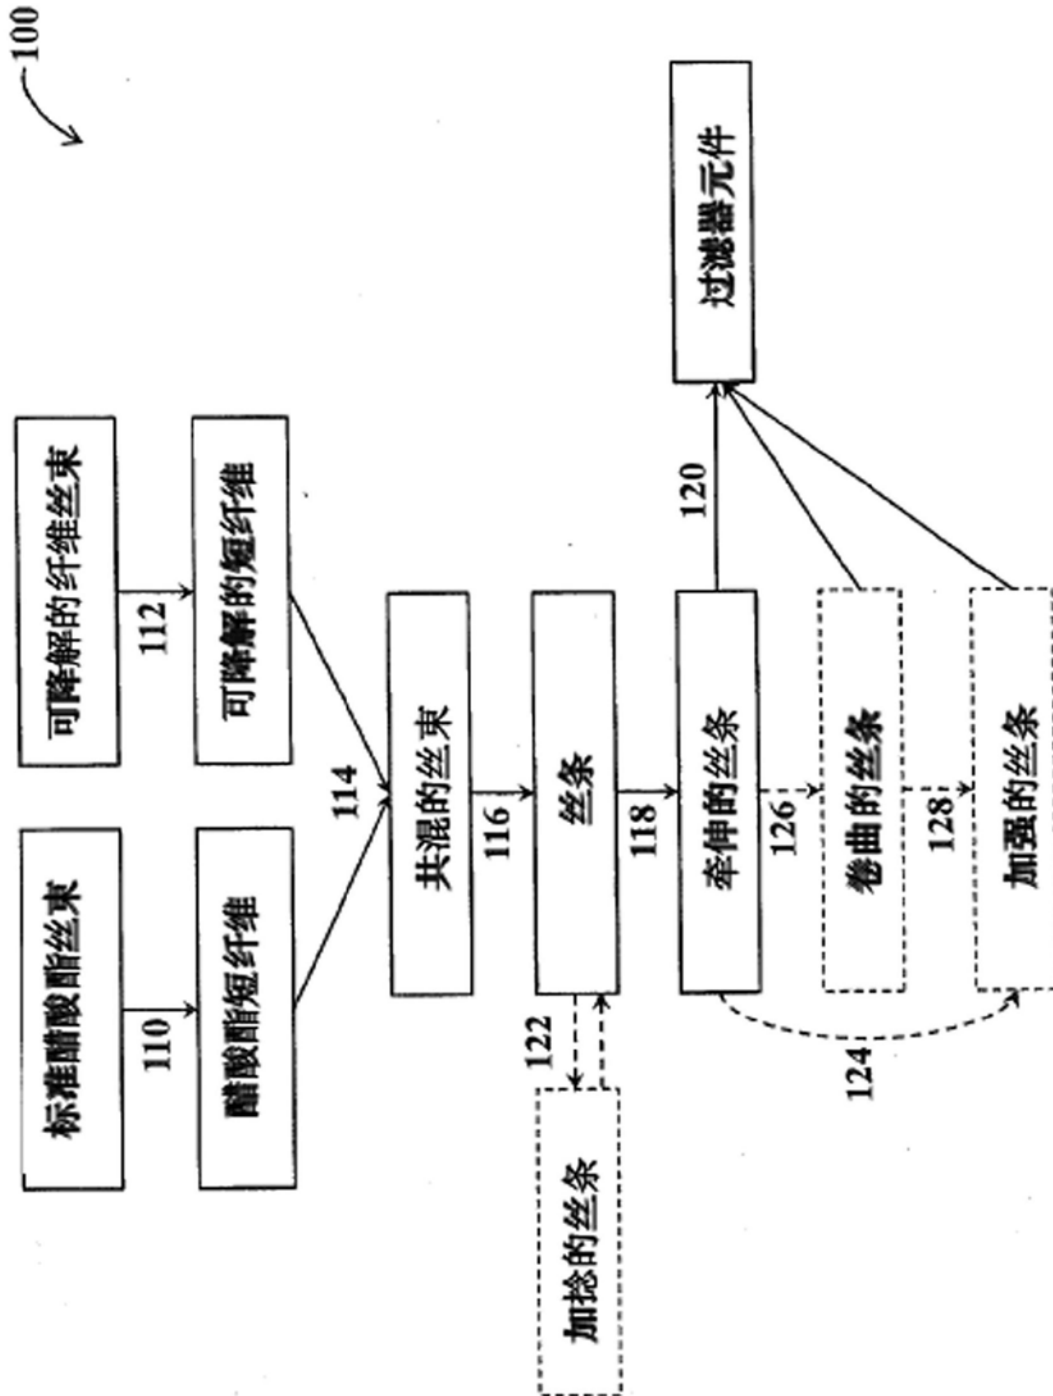 100
标准醋酸酯丝束
可降解的纤维丝束
110
112
醋酸酯短纤维
可降解的短纤维
114
共混的丝束
116
122
加捻的丝条
丝条
118
120
牵伸的丝条
过滤器元件
126
卷曲的丝条
124
128
加强的丝条